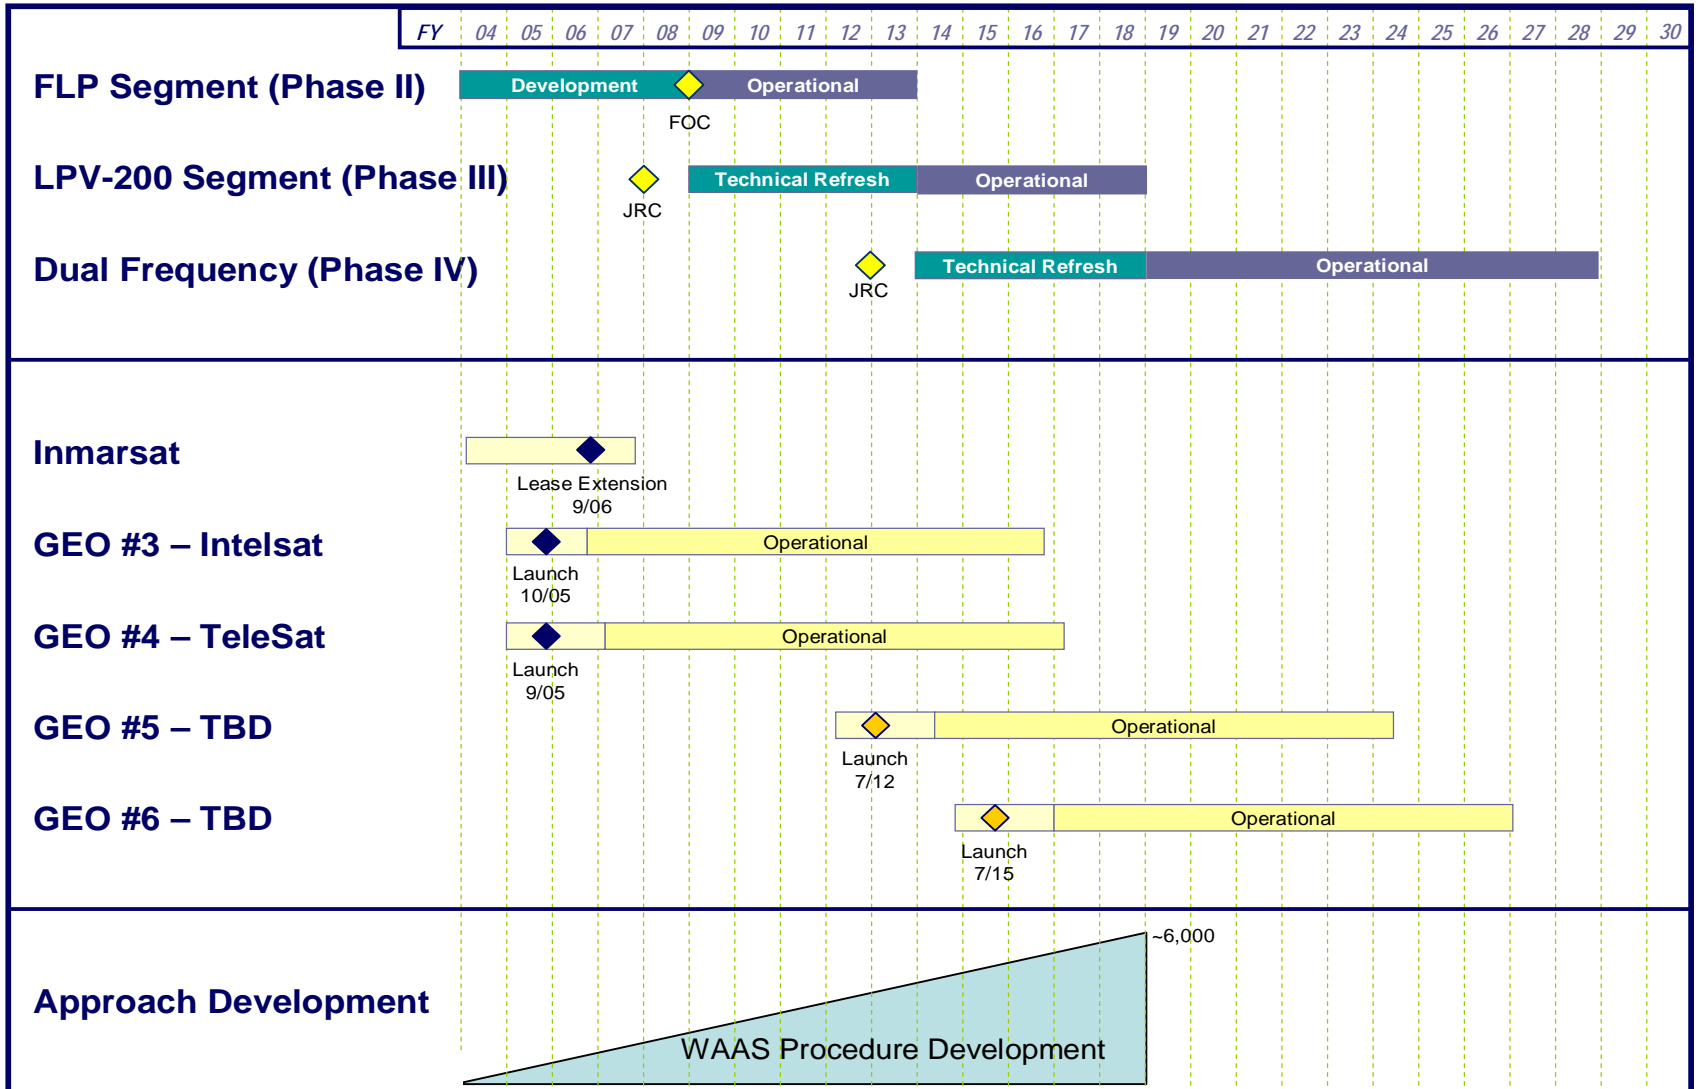 FY 04 05 06 07 08 09 10 11 12 13 14 15 16 17 18 19 20 21 22 23 24 25 26 27 28 29 30
FLP Segment (Phase II) Development Operational
FOC
LPV-200 Segment (Phase III) Technical Refresh Operational
JRC
Dual Frequency (Phase IV) Technical Refresh Operational
JRC
Inmarsat
Lease Extension
9/06
GEO #3 – Intelsat Operational
Launch
10/05
GEO #4 – TeleSat Operational
Launch
9/05
GEO #5 – TBD Operational
Launch
7/12
GEO #6 – TBD Operational
Launch
7/15
~6,000
Approach Development
WAAS Procedure Development